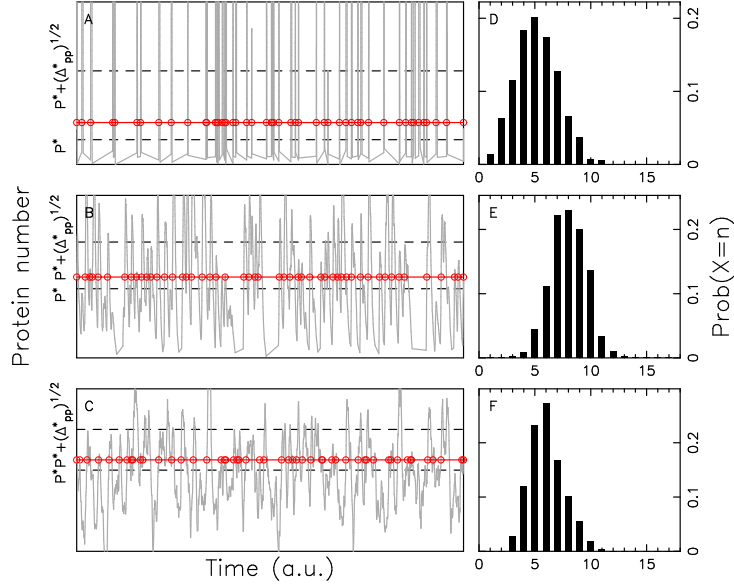 A
D
P* P*+(Δ*pp)1/2
0 0.1 0.2
5 10 15
B
E
P* P*+(Δ*pp)1/2
0 0.1 0.2
5 10 15
C
F
P* P*+(Δ*pp)1/2
0 0.1 0.2
0 5 10 15
Protein number
Time (a.u.)
Prob(X=n)